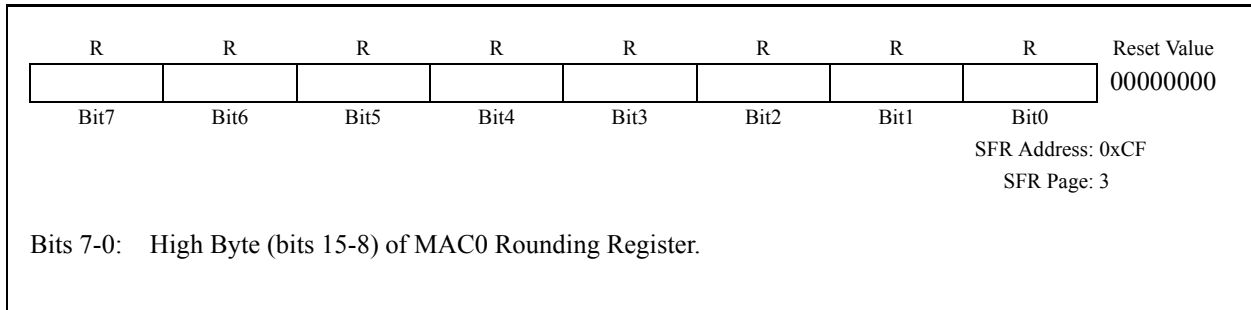 R R R R R R R R Reset Value
00000000
Bit7 Bit6 Bit5 Bit4 Bit3 Bit2 Bit1 Bit0
SFR Address: 0xCF
SFR Page: 3
Bits 7-0: High Byte (bits 15-8) of MAC0 Rounding Register.